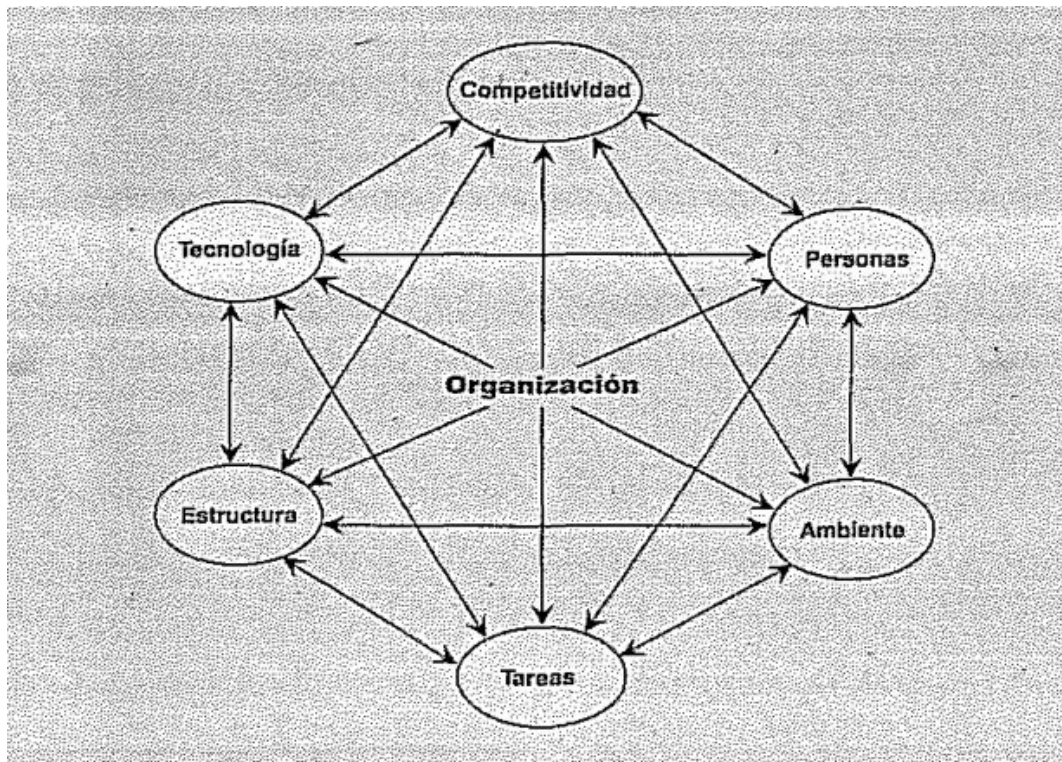 Competitividad
Tecnología
Personas
Organización
Estructura
Ambiente
Tareas